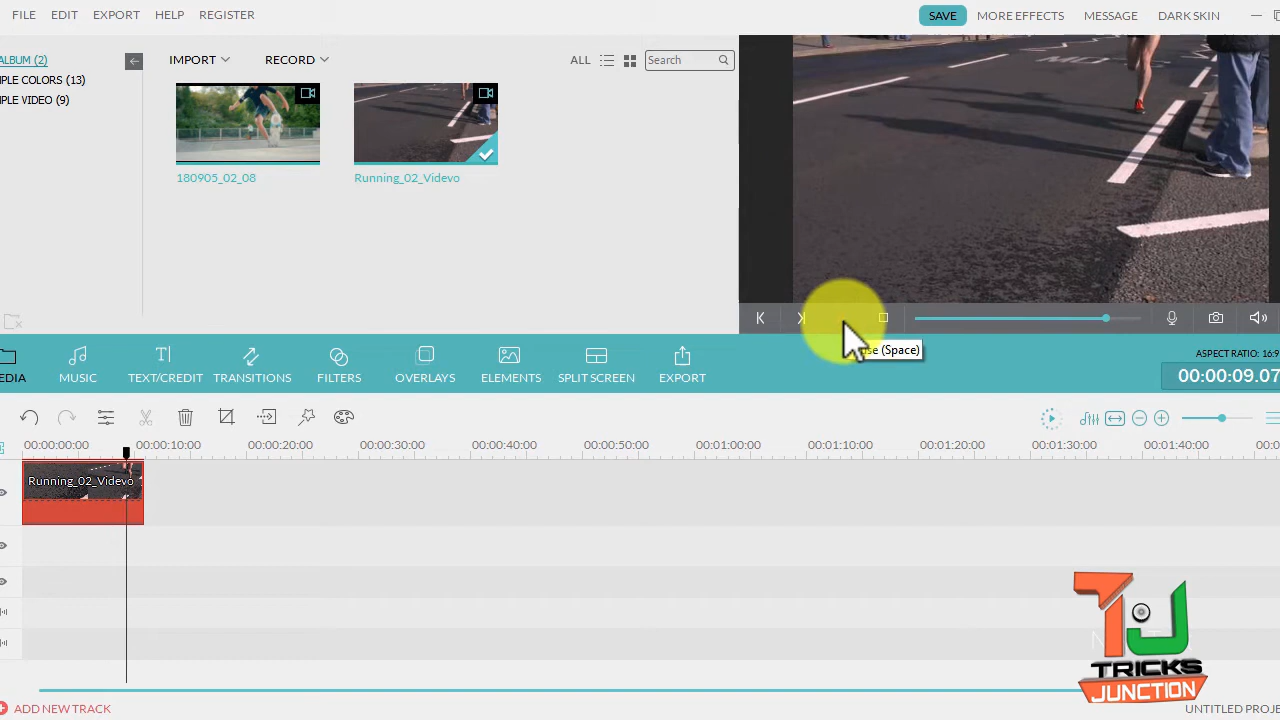 FILE EDIT EXPORT HELP REGISTER SAVE MORE EFFECTS MESSAGE DARK SKIN
ALBUM (2) IMPORT RECORD ALL Search
PLE COLORS (13)
PLE VIDEO (9)
180905_02_08 Running_02_Videvo
se (Space)
EDIA MUSIC TEXT/CREDIT TRANSITIONS FILTERS OVERLAYS ELEMENTS SPLIT SCREEN EXPORT
ASPECT RATIO: 16:9
00:00:09.07
00:00:00:00 00:00:10:00 00:00:20:00 00:00:30:00 00:00:40:00 00:00:50:00 00:01:00:00 00:01:10:00 00:01:20:00 00:01:30:00 00:01:40:00 00:0
Running_02_Videvo
TJ
TRICKS
JUNCTION
ADD NEW TRACK UNTITLED PROJE